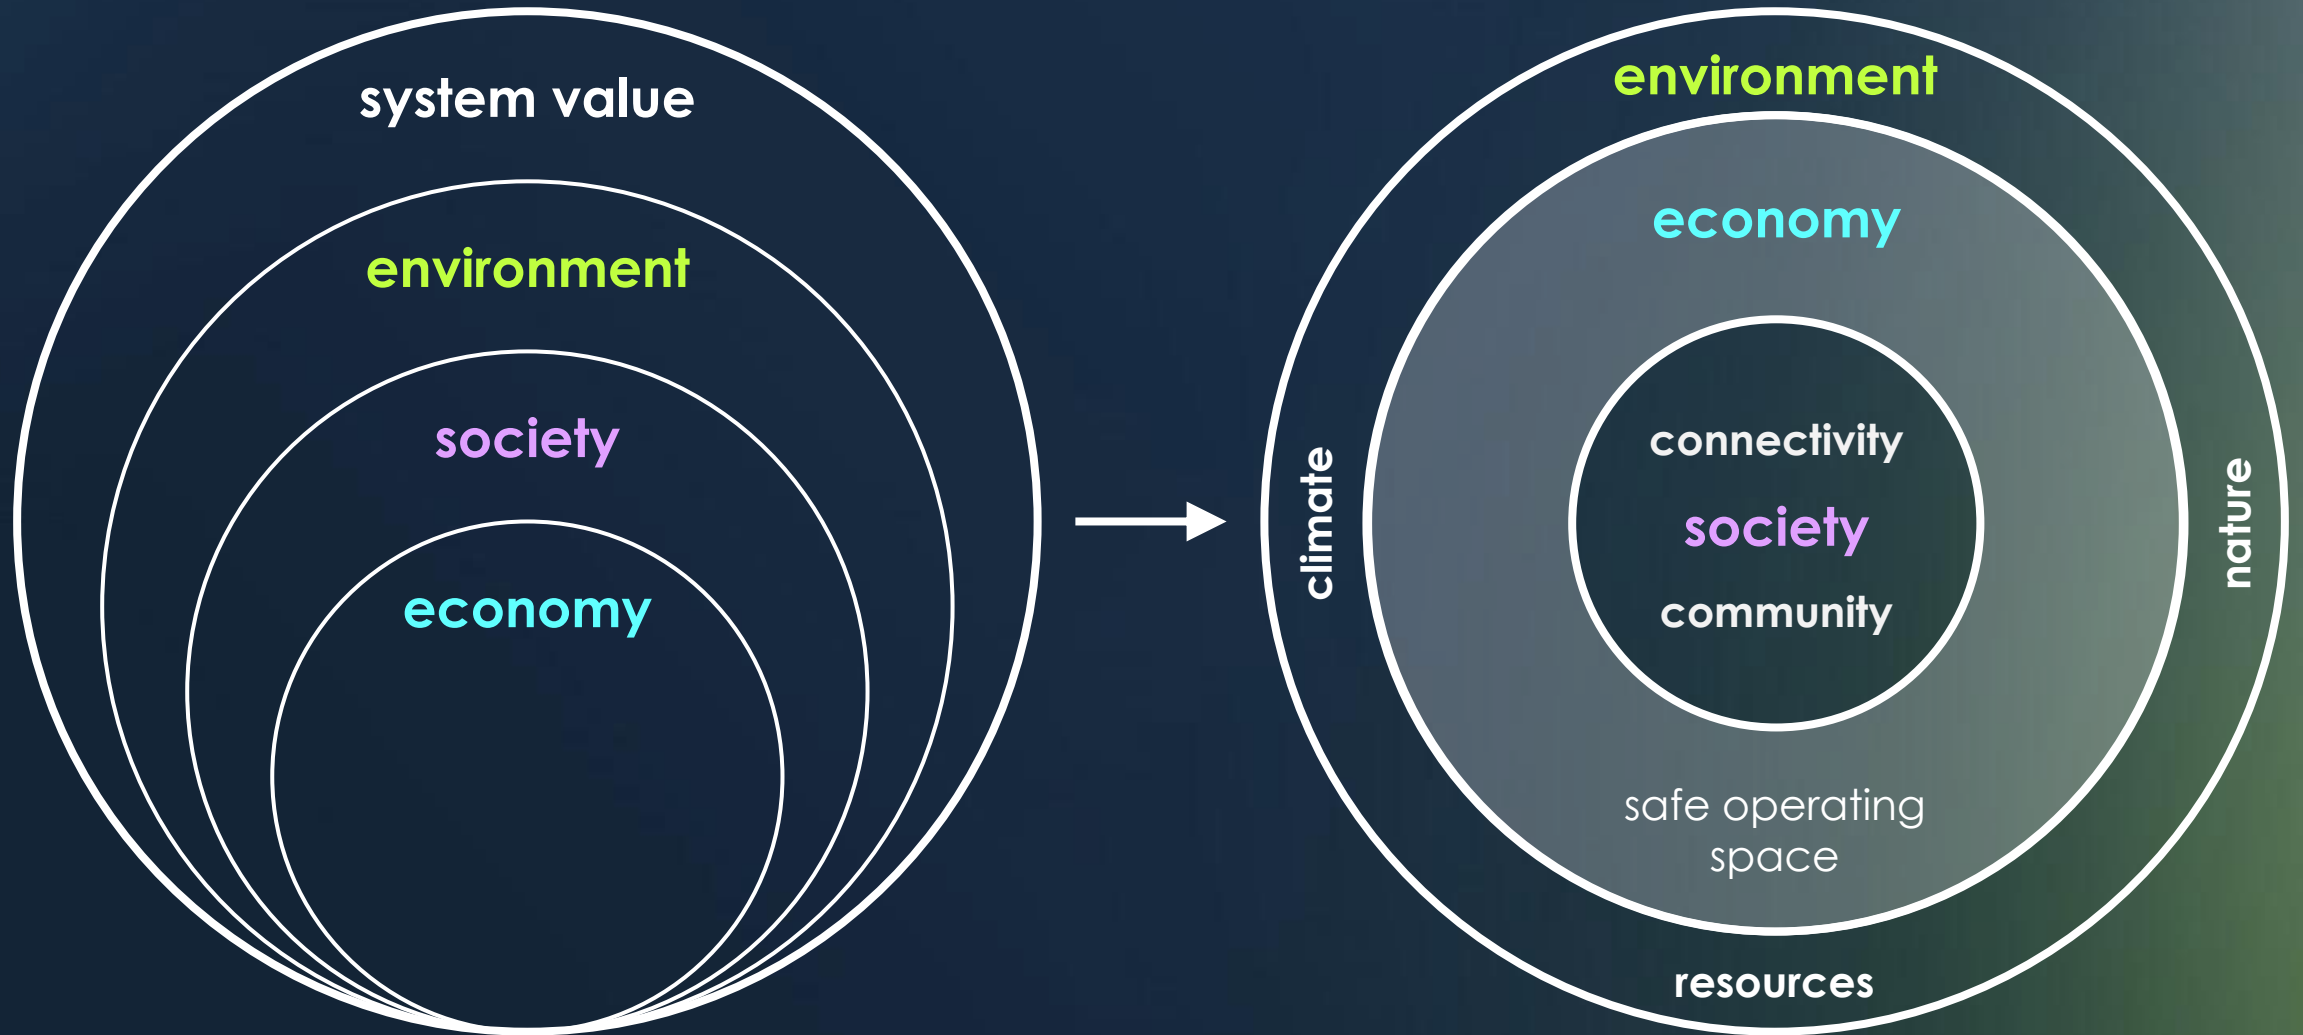 system value
environment
society
economy
environment
economy
connectivity
society
community
climate
nature
safe operating
space
resources